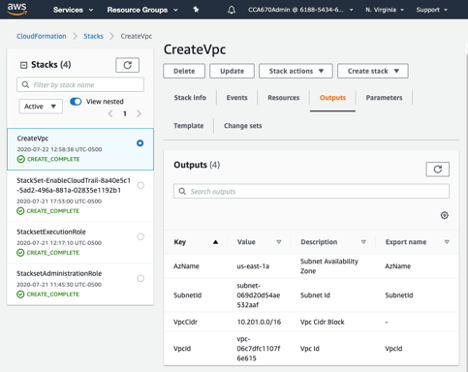 aws
Services
Resource Groups
CCA670Admin @ 6188-5434-6...
N. Virginia
Support
CloudFormation
Stacks
CreateVpc
Stacks (4)
Filter by stack name
Active
View nested
1
CreateVpc
2020-07-22 12:58:38 UTC-0500
CREATE_COMPLETE
StackSet-EnableCloudTrail-8a40e5c1
-5ad2-496a-881a-02835e1192b1
2020-07-21 17:53:00 UTC-0500
CREATE_COMPLETE
StacksetExecutionRole
2020-07-21 12:17:10 UTC-0500
CREATE_COMPLETE
StacksetAdministrationRole
2020-07-21 11:45:30 UTC-0500
CREATE_COMPLETE
CreateVpc
Delete
Update
Stack actions
Create stack
Stack info
Events
Resources
Outputs
Parameters
Template
Change sets
Outputs (4)
Search outputs
Key
Value
Description
Export name
AzName
us-east-1a
Subnet Availability
Zone
AzName
SubnetId
subnet-
069d20d54ae
532aaf
Subnet Id
SubnetId
VpcCidr
10.201.0.0/16
Vpc Cidr Block
-
VpcId
vpc-
06c7dfc1107f
6e615
Vpc Id
VpcId